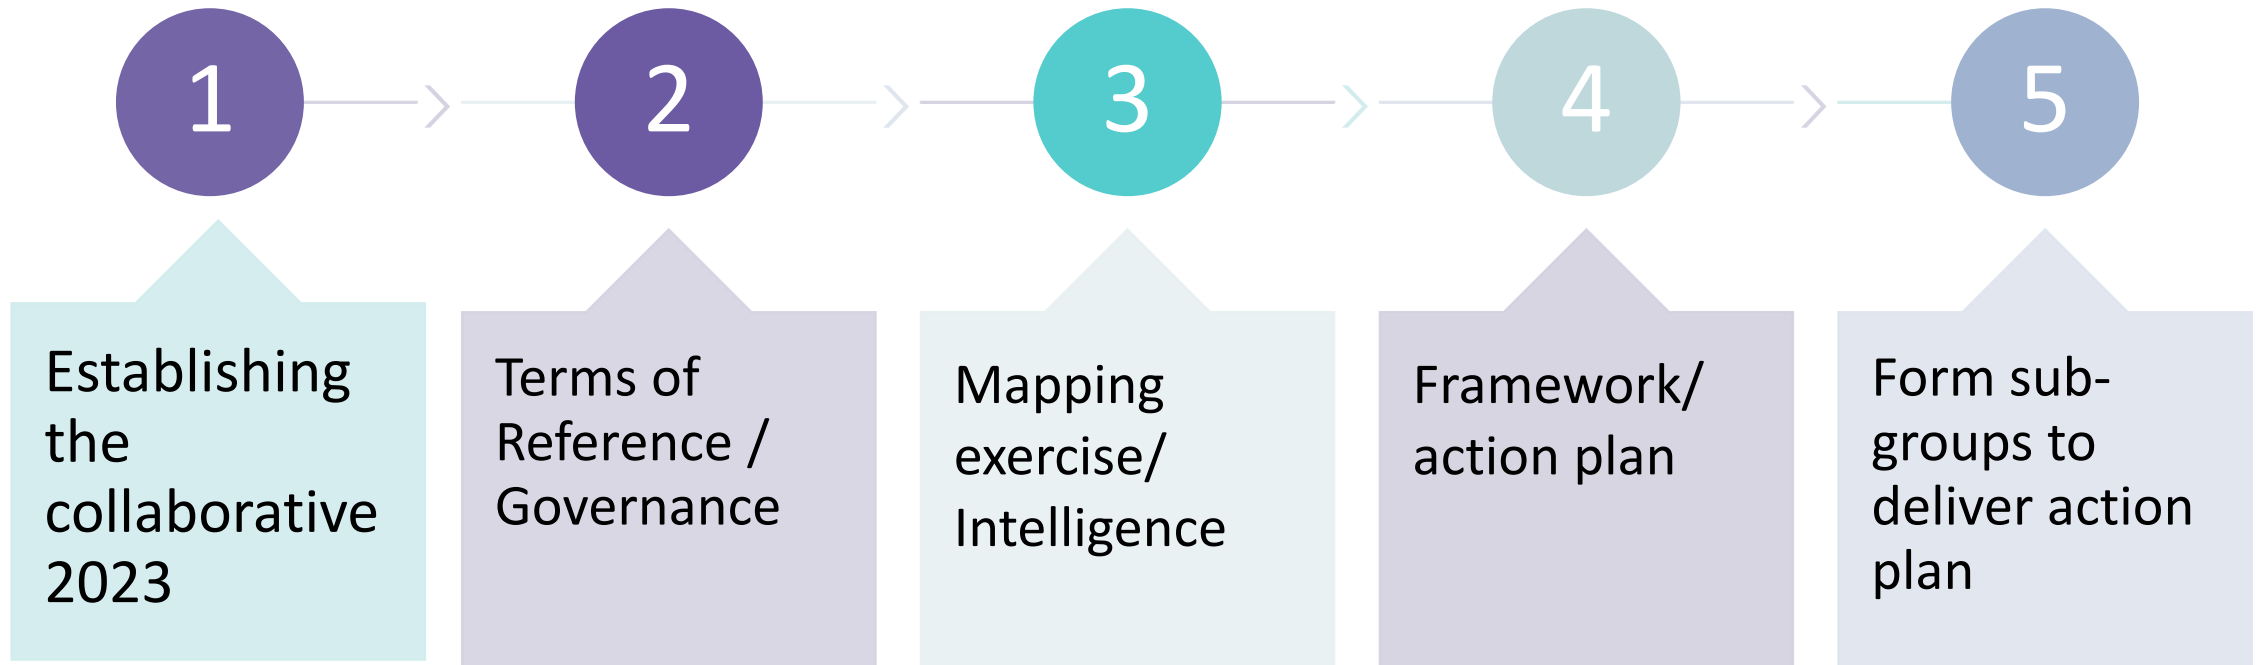 1
2
3
4
5
Establishing
the
collaborative
2023
Terms of
Reference /
Governance
Mapping
exercise/
Intelligence
Framework/
action plan
Form sub-
groups to
deliver action
plan